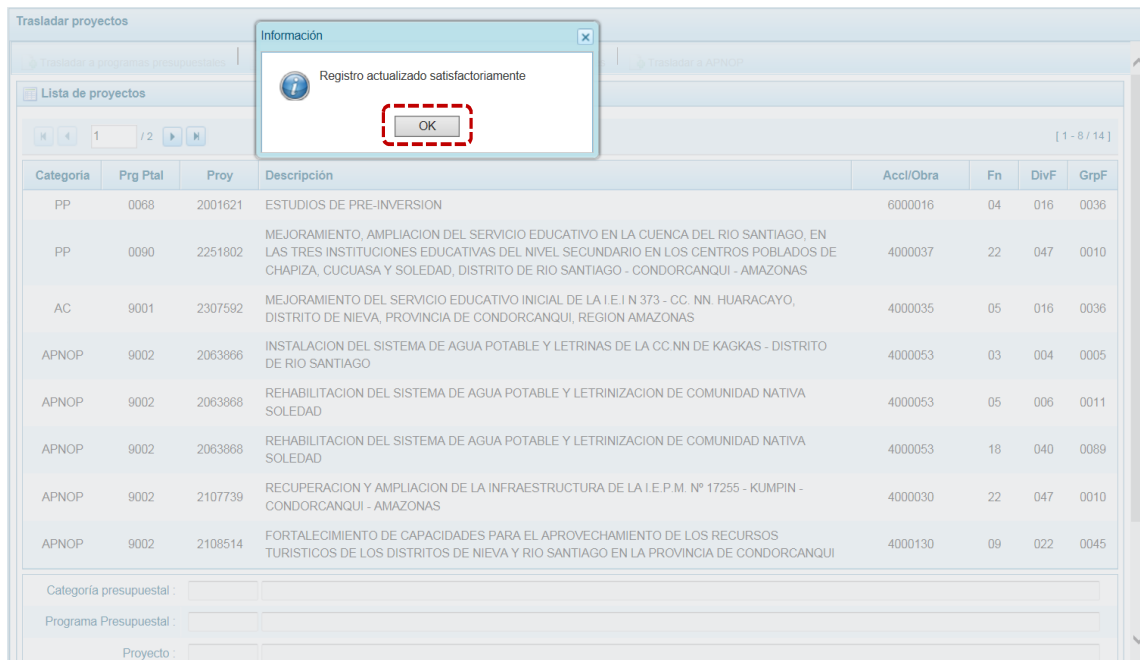 Trasladar proyectos
Información
Trasladar a programas presupuestales
Trasladar a APNOP
Registro actualizado satisfactoriamente
OK
Lista de proyectos
1 / 2
[ 1 - 8 / 14 ]
Categoria Prg Ptal Proy Descripción AccI/Obra Fn DivF GrpF
PP 0068 2001621 ESTUDIOS DE PRE-INVERSION 6000016 04 016 0036
MEJORAMIENTO, AMPLIACION DEL SERVICIO EDUCATIVO EN LA CUENCA DEL RIO SANTIAGO, EN
PP 0090 2251802 LAS TRES INSTITUCIONES EDUCATIVAS DEL NIVEL SECUNDARIO EN LOS CENTROS POBLADOS DE 4000037 22 047 0010
CHAPIZA, CUCUASA Y SOLEDAD, DISTRITO DE RIO SANTIAGO - CONDORCANQUI - AMAZONAS
AC 9001 2307592 MEJORAMIENTO DEL SERVICIO EDUCATIVO INICIAL DE LA I.E.I N 373 - CC. NN. HUARACAYO, 4000035 05 016 0036
DISTRITO DE NIEVA, PROVINCIA DE CONDORCANQUI, REGION AMAZONAS
APNOP 9002 2063866 INSTALACION DEL SISTEMA DE AGUA POTABLE Y LETRINAS DE LA CC.NN DE KAGKAS - DISTRITO 4000053 03 004 0005
DE RIO SANTIAGO
APNOP 9002 2063868 REHABILITACION DEL SISTEMA DE AGUA POTABLE Y LETRINIZACION DE COMUNIDAD NATIVA 4000053 05 006 0011
SOLEDAD
APNOP 9002 2063868 REHABILITACION DEL SISTEMA DE AGUA POTABLE Y LETRINIZACION DE COMUNIDAD NATIVA 4000053 18 040 0089
SOLEDAD
APNOP 9002 2107739 RECUPERACION Y AMPLIACION DE LA INFRAESTRUCTURA DE LA I.E.P.M. Nº 17255 - KUMPIN - 4000030 22 047 0010
CONDORCANQUI - AMAZONAS
APNOP 9002 2108514 FORTALECIMIENTO DE CAPACIDADES PARA EL APROVECHAMIENTO DE LOS RECURSOS 4000130 09 022 0045
TURISTICOS DE LOS DISTRITOS DE NIEVA Y RIO SANTIAGO EN LA PROVINCIA DE CONDORCANQUI
Categoría presupuestal :
Programa Presupuestal :
Proyecto :